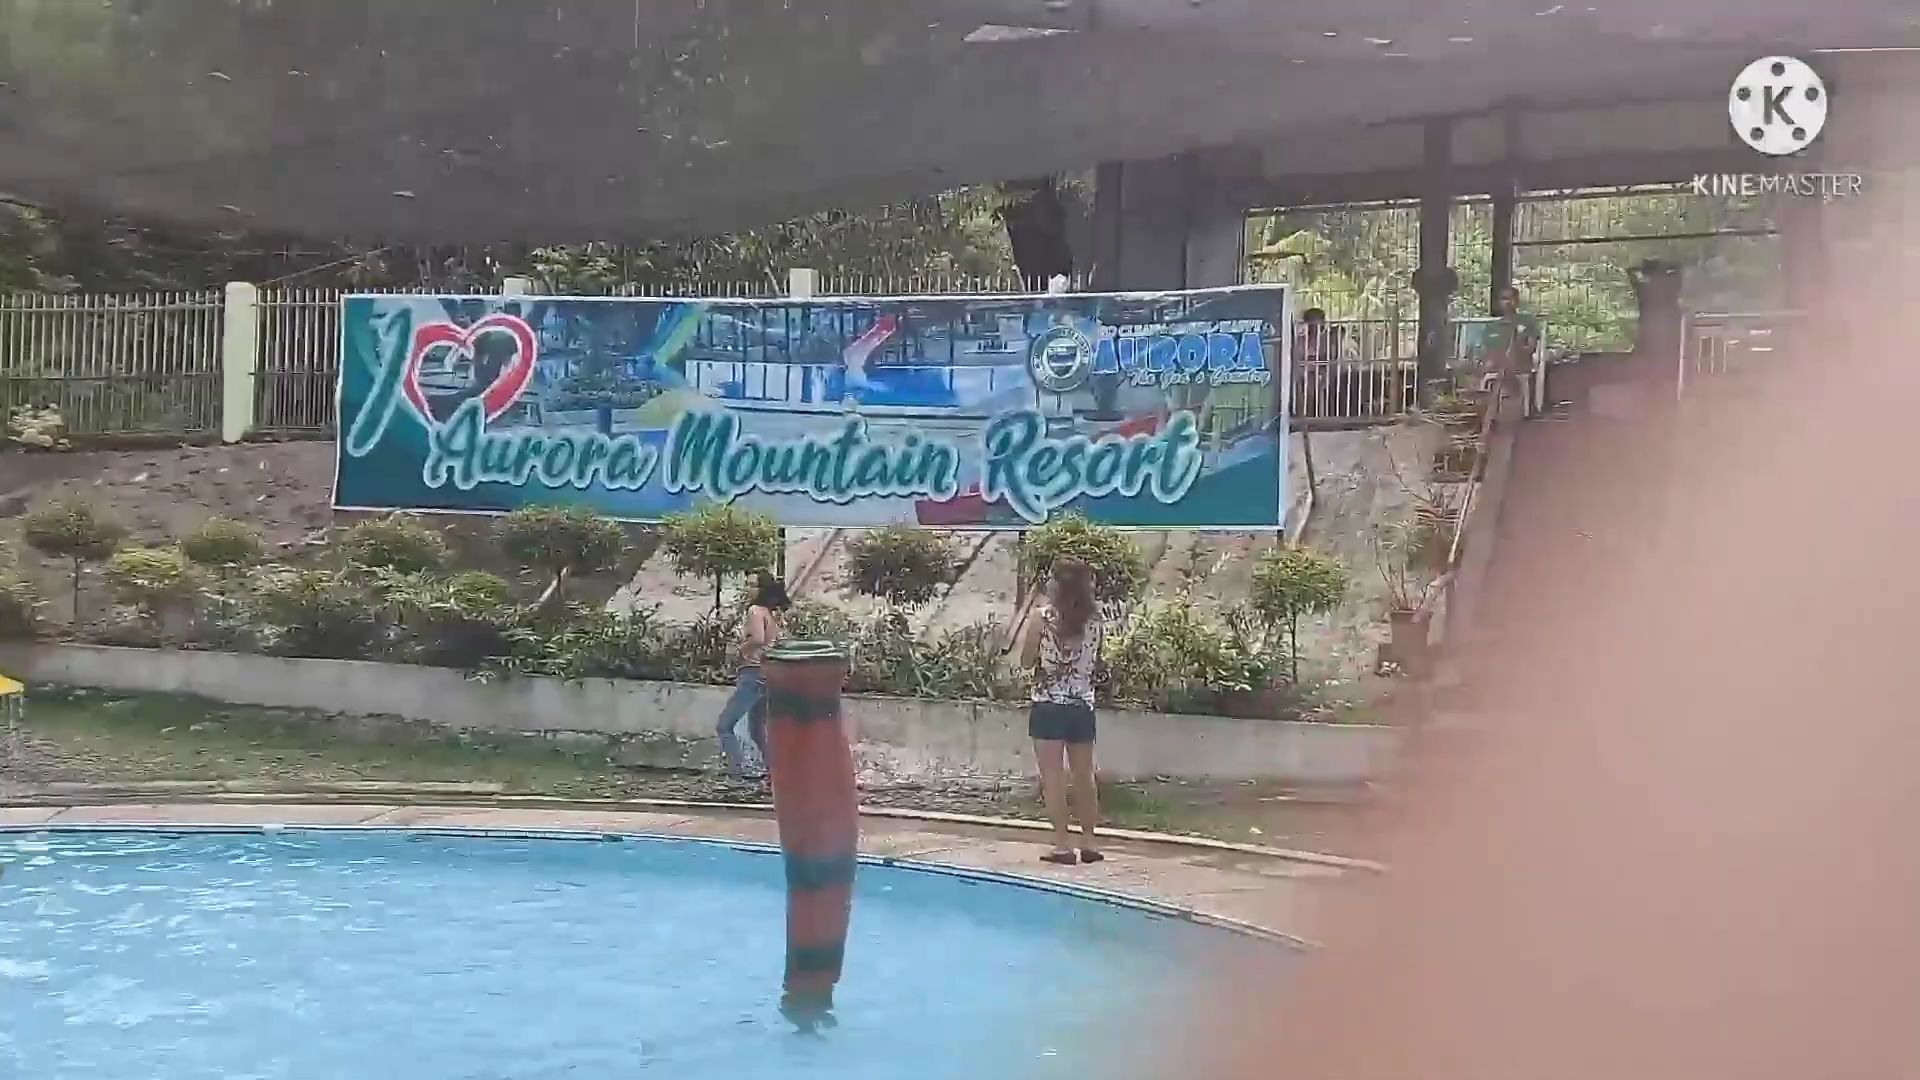 K
KINEMASTER
I
AURORA
Aurora Mountain Resort